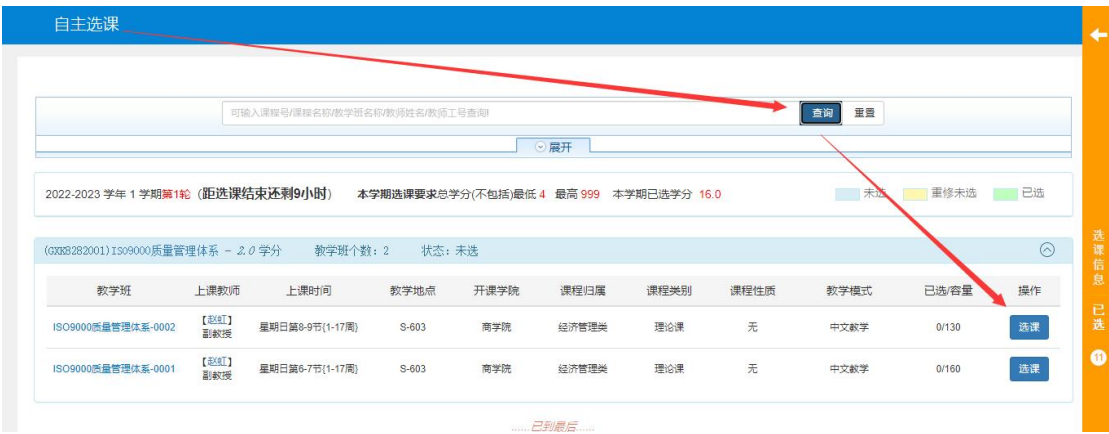 自主选课
可输入课程号/课程名称/教学班名称/教师姓名/教师工号查询!
查询 重置
展开
2022-2023 学年 1 学期第1轮（距选课结束还剩9小时） 本学期选课要求总学分(不包括)最低 4 最高 999 本学期已选学分 16.0 未选 重修未选 已选
(GXKB282001)ISO9000质量管理体系 - 2.0 学分 教学班个数: 2 状态: 未选
教学班 上课教师 上课时间 教学地点 开课学院 课程归属 课程类别 课程性质 教学模式 已选/容量 操作
ISO9000质量管理体系-0002 【赵虹】副教授 星期日第8-9节{1-17周} S-603 商学院 经济管理类 理论课 无 中文教学 0/130 选课
ISO9000质量管理体系-0001 【赵虹】副教授 星期日第6-7节{1-17周} S-603 商学院 经济管理类 理论课 无 中文教学 0/160 选课
......已到最后......
选课信息 已选 11